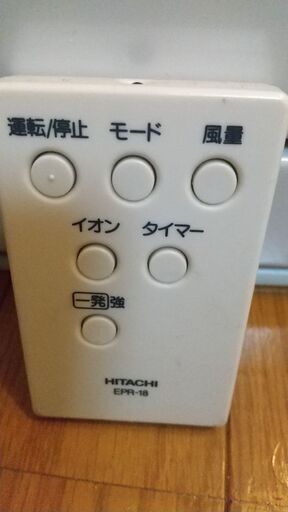 運転/停止 モード 風量
イオン タイマー
一発強
HITACHI
EPR-18